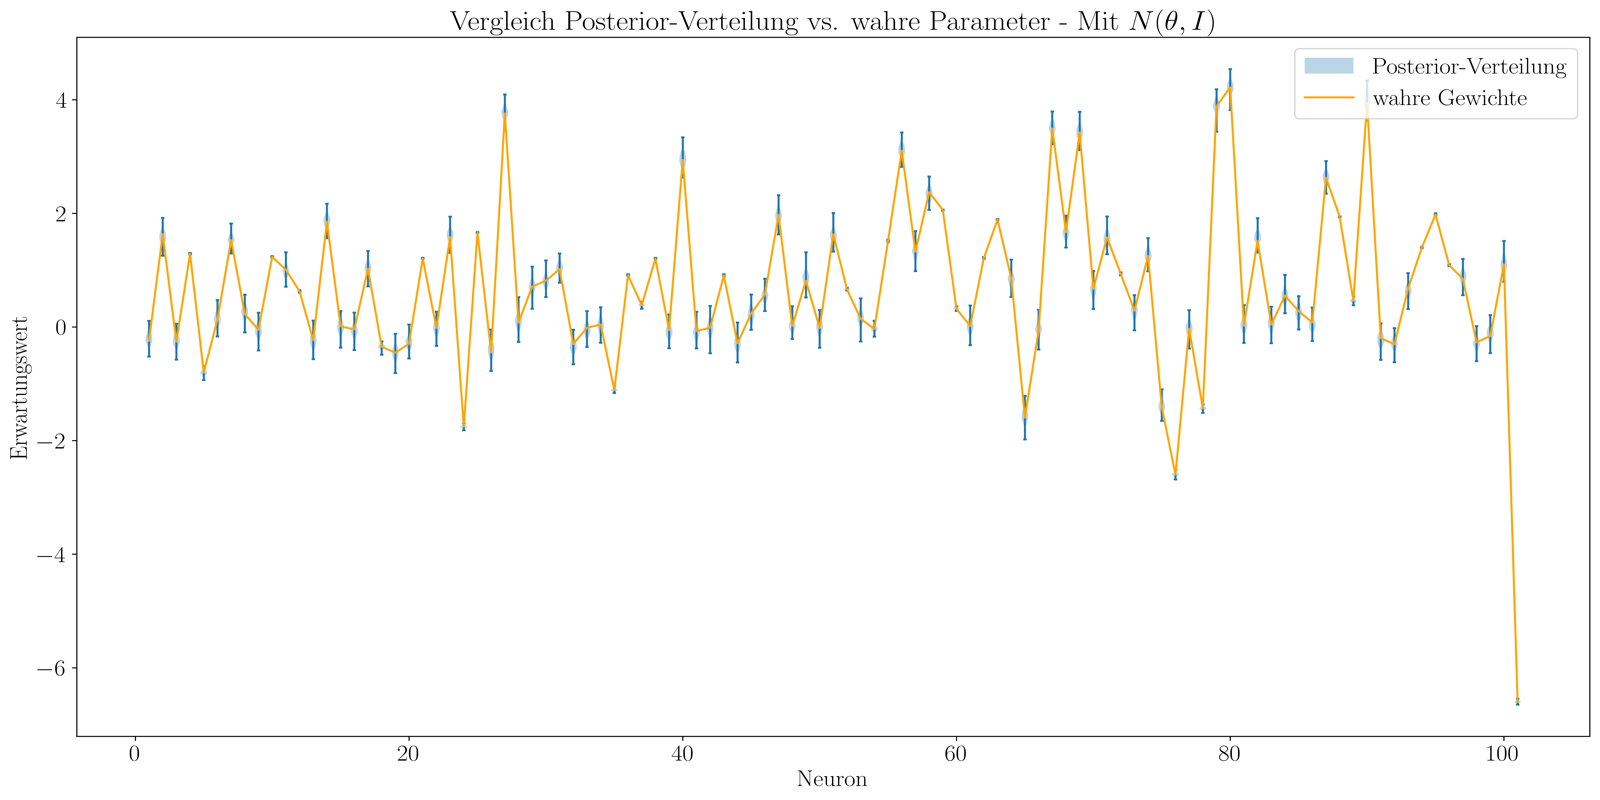 Vergleich Posterior-Verteilung vs. wahre Parameter - Mit N(θ, I)
Posterior-Verteilung
wahre Gewichte
Erwartungswert
4
2
0
−2
−4
−6
0 20 40 60 80 100
Neuron